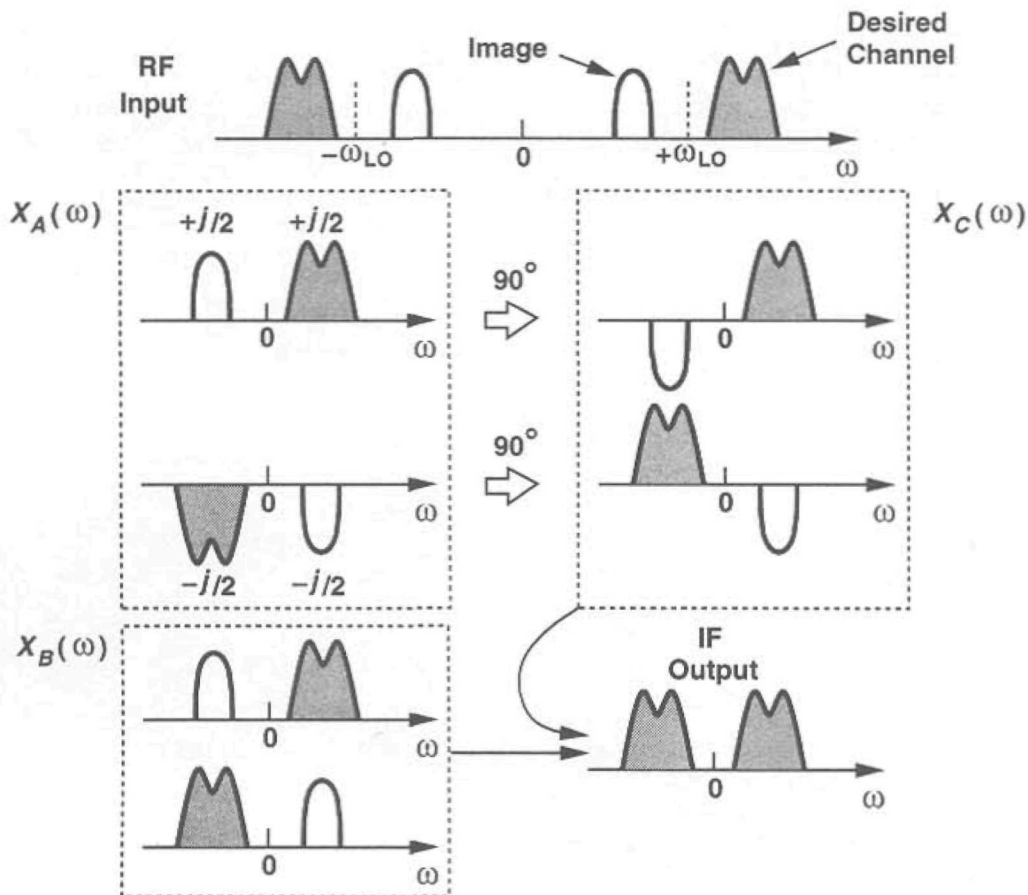 RF
Input
Image
Desired
Channel
−ωLO
0
+ωLO
ω
XA(ω)
+j/2
+j/2
0
ω
90°
XC(ω)
0
ω
0
ω
−j/2
−j/2
90°
0
ω
XB(ω)
0
ω
0
ω
IF
Output
0
ω